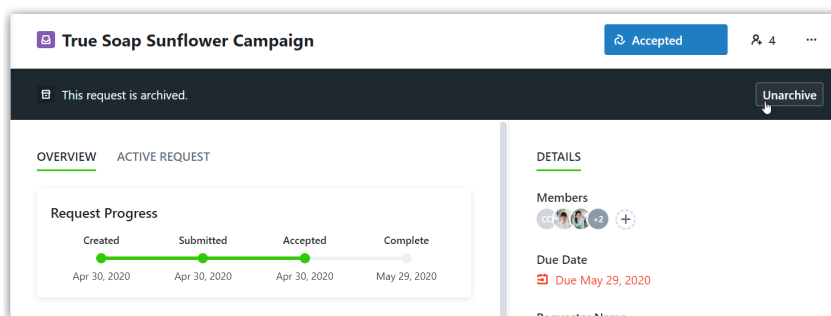 True Soap Sunflower Campaign
Accepted
4
...
This request is archived.
Unarchive
OVERVIEW ACTIVE REQUEST
Request Progress
Created Submitted Accepted Complete
Apr 30, 2020 Apr 30, 2020 Apr 30, 2020 May 29, 2020
DETAILS
Members
CC +2
Due Date
Due May 29, 2020